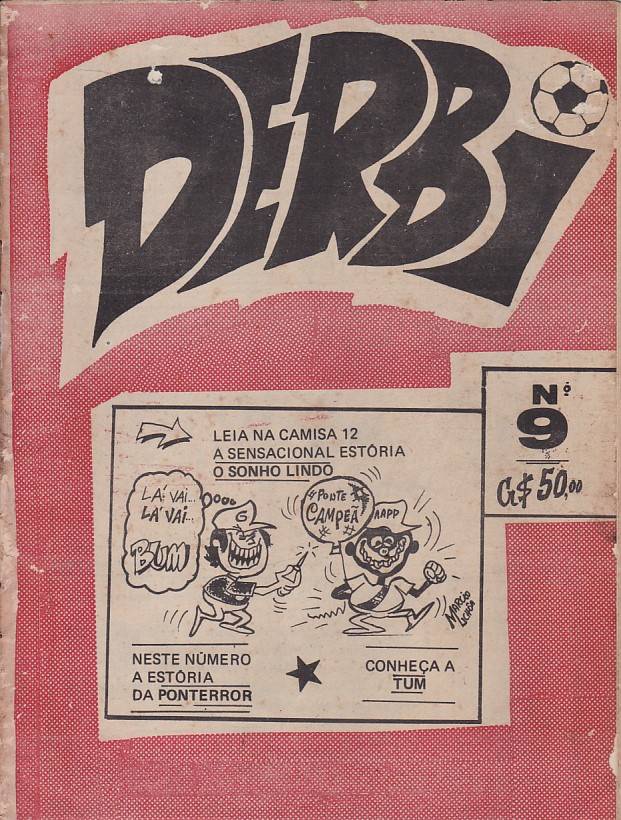 DERBI
Nº
9
G$ 50,00
LEIA NA CAMISA 12
A SENSACIONAL ESTÓRIA
O SONHO LINDO
LÁ VAI...
LÁ VAI...
BUM
G
PONTE
CAMPEÃ
AAPP
MARCIO
NESTE NÚMERO
A ESTÓRIA
DA PONTERROR
CONHEÇA A
TUM